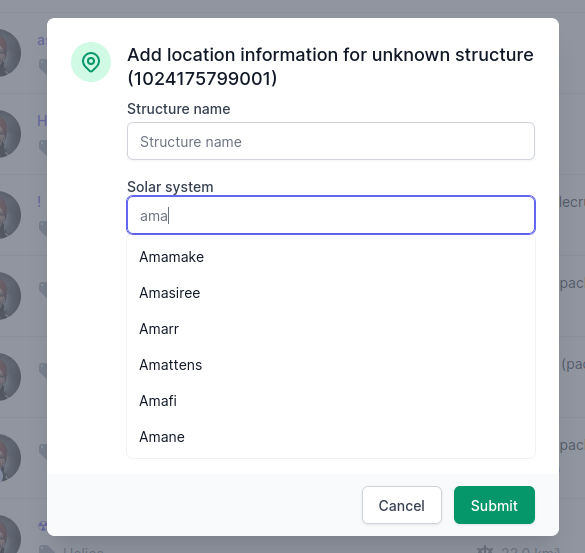 Add location information for unknown structure
(1024175799001)
Structure name
Structure name
Solar system
ama
Amamake
Amasiree
Amarr
Amattens
Amafi
Amane
Cancel
Submit